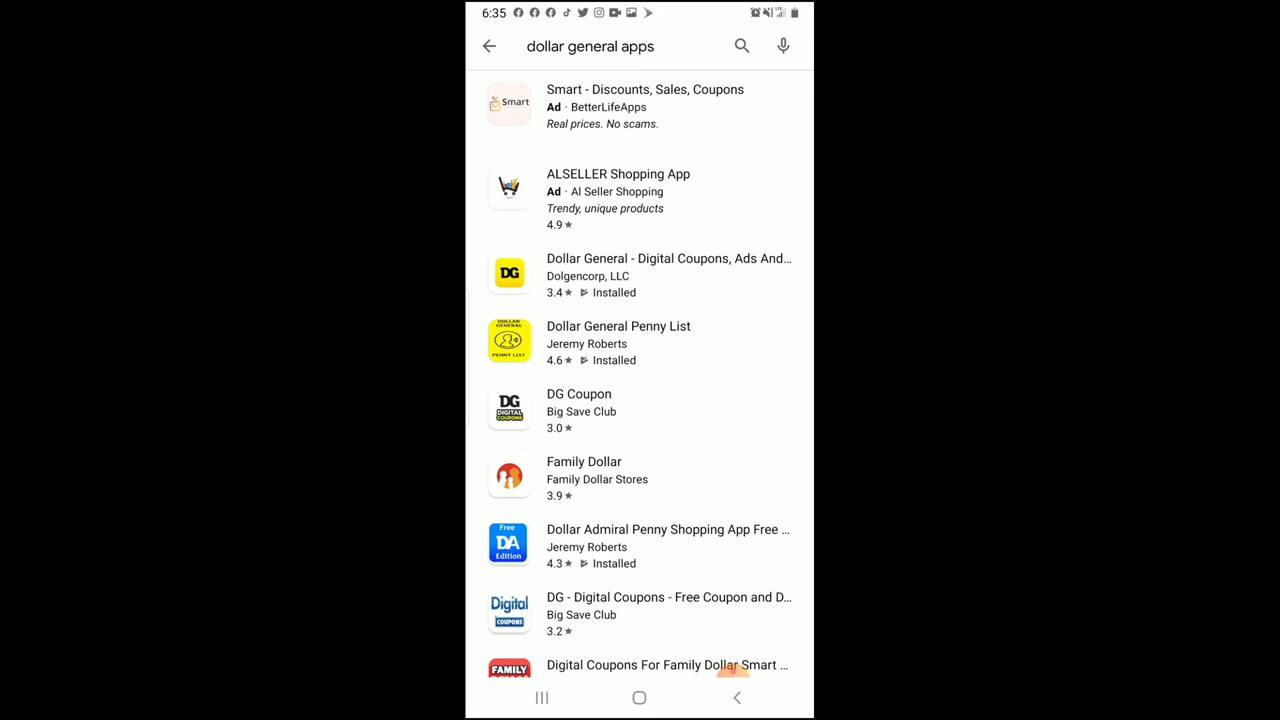 6:35
dollar general apps
Smart
Smart - Discounts, Sales, Coupons
Ad · BetterLifeApps
Real prices. No scams.
ALSELLER Shopping App
Ad · Al Seller Shopping
Trendy, unique products
4.9★
DG
Dollar General - Digital Coupons, Ads And...
Dolgencorp, LLC
3.4★ Installed
DOLLAR GENERAL
PENNY LIST
Dollar General Penny List
Jeremy Roberts
4.6★ Installed
DG
DIGITAL
COUPONS
DG Coupon
Big Save Club
3.0★
Family Dollar
Family Dollar Stores
3.9★
Free
DA
Edition
Dollar Admiral Penny Shopping App Free ...
Jeremy Roberts
4.3★ Installed
Digital
COUPONS
DG - Digital Coupons - Free Coupon and D...
Big Save Club
3.2★
FAMILY
Digital Coupons For Family Dollar Smart ...